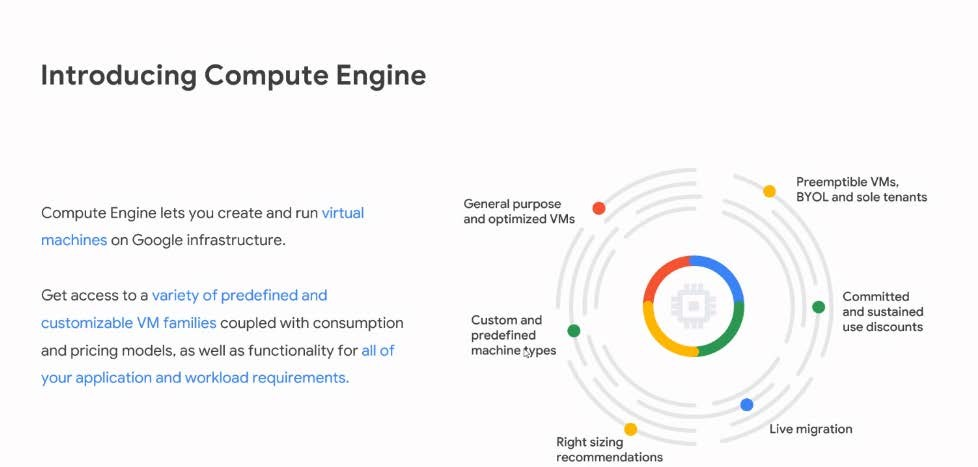 Introducing Compute Engine
Compute Engine lets you create and run virtual
machines on Google infrastructure.
Get access to a variety of predefined and
customizable VM families coupled with consumption
and pricing models, as well as functionality for all of
your application and workload requirements.
General purpose
and optimized VMs
Preemptible VMs,
BYOL and sole tenants
Custom and
predefined
machine types
Committed
and sustained
use discounts
Right sizing
recommendations
Live migration